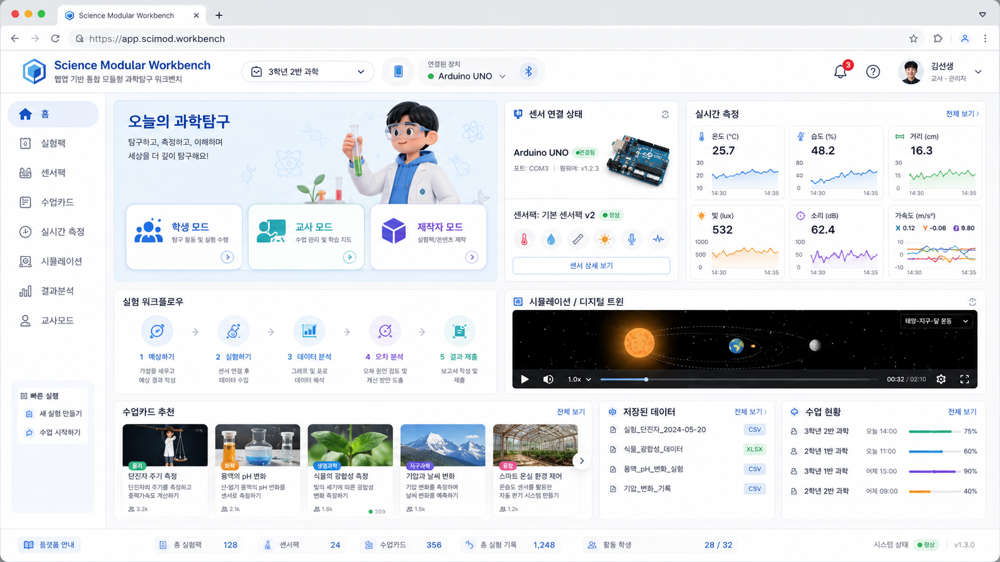 Science Modular Workbench
https://app.scimod.workbench
Science Modular Workbench
웹앱 기반 통합 모듈형 과학탐구 워크벤치
3학년 2반 과학
연결된 장치
Arduino UNO
3
김선생
교사 · 관리자
홈
실험팩
센서팩
수업카드
실시간 측정
시뮬레이션
결과분석
교사모드
빠른 실행
새 실험 만들기
수업 시작하기
오늘의 과학탐구
탐구하고, 측정하고, 이해하며
세상을 더 깊이 탐구해요!
학생 모드
탐구 활동 및 실험 수행
교사 모드
수업 관리 및 학습 지도
제작자 모드
실험팩/콘텐츠 제작
센서 연결 상태
Arduino UNO
연결됨
포트: COM3 | 펌웨어: v1.2.3
센서팩: 기본 센서팩 v2
정상
센서 상세 보기
실시간 측정
전체 보기
온도 (°C)
25.7
30
20
10
14:30 14:35
습도 (%)
48.2
80
40
0
14:30 14:35
거리 (cm)
16.3
30
15
0
14:30 14:35
빛 (lux)
532
1000
500
0
14:30 14:35
소리 (dB)
62.4
100
50
0
14:30 14:35
가속도 (m/s²)
X 0.12 Y -0.06 Z 9.80
10
0
-10
14:30 14:35
실험 워크플로우
1 예상하기
가설을 세우고
예상 결과 작성
2 실험하기
센서 연결 후
데이터 수집
3 데이터 분석
그래프 및 포로
데이터 해석
4 오차 분석
오차 원인 검토 및
개선 방안 도출
5 결과 제출
보고서 작성 및
제출
시뮬레이션 / 디지털 트윈
태양-지구-달 운동
1.0x
00:32 / 02:10
수업카드 추천
전체 보기
물리
단진자 주기 측정
단진자의 주기를 측정하고
중력가속도 계산하기
3.2k
화학
용액의 pH 변화
산·업기 용액의 pH 변화를
센서로 측정하기
2.1k
생명과학
식물의 광합성 측정
빛의 세기에 따른 광합성
변화 측정하기
1.8k
지구과학
기압과 날씨 변화
기압 변화를 측정하여
날씨 변화를 예측하기
1.5k
스마트 온실 환경 제어
온습도 센서를 활용한
자동 환기 시스템 만들기
1.2k
저장된 데이터
전체 보기
실험_단진자_2024-05-20 CSV
식물_광합성_데이터 XLSX
용액_pH_변화_실험 CSV
기압_변화_기록 CSV
수업 현황
전체 보기
3학년 2반 과학 오늘 14:00 75%
2학년 1반 과학 오늘 11:00 60%
3학년 1반 과학 어제 15:00 90%
2학년 2반 과학 어제 09:00 40%
플랫폼 안내
총 실험팩 128
센서팩 24
수업카드 356
총 실험 기록 1,248
활동 학생 28 / 32
시스템 상태
정상
v1.3.0